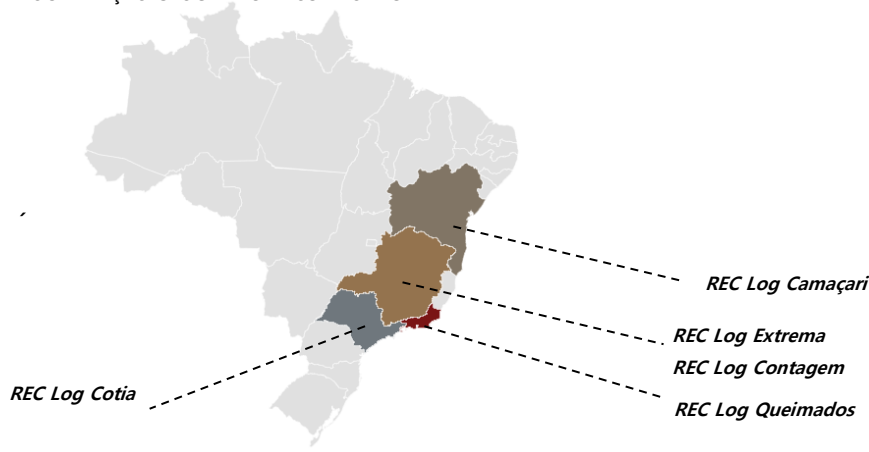 REC Log Camaçari
REC Log Extrema
REC Log Contagem
REC Log Cotia
REC Log Queimados